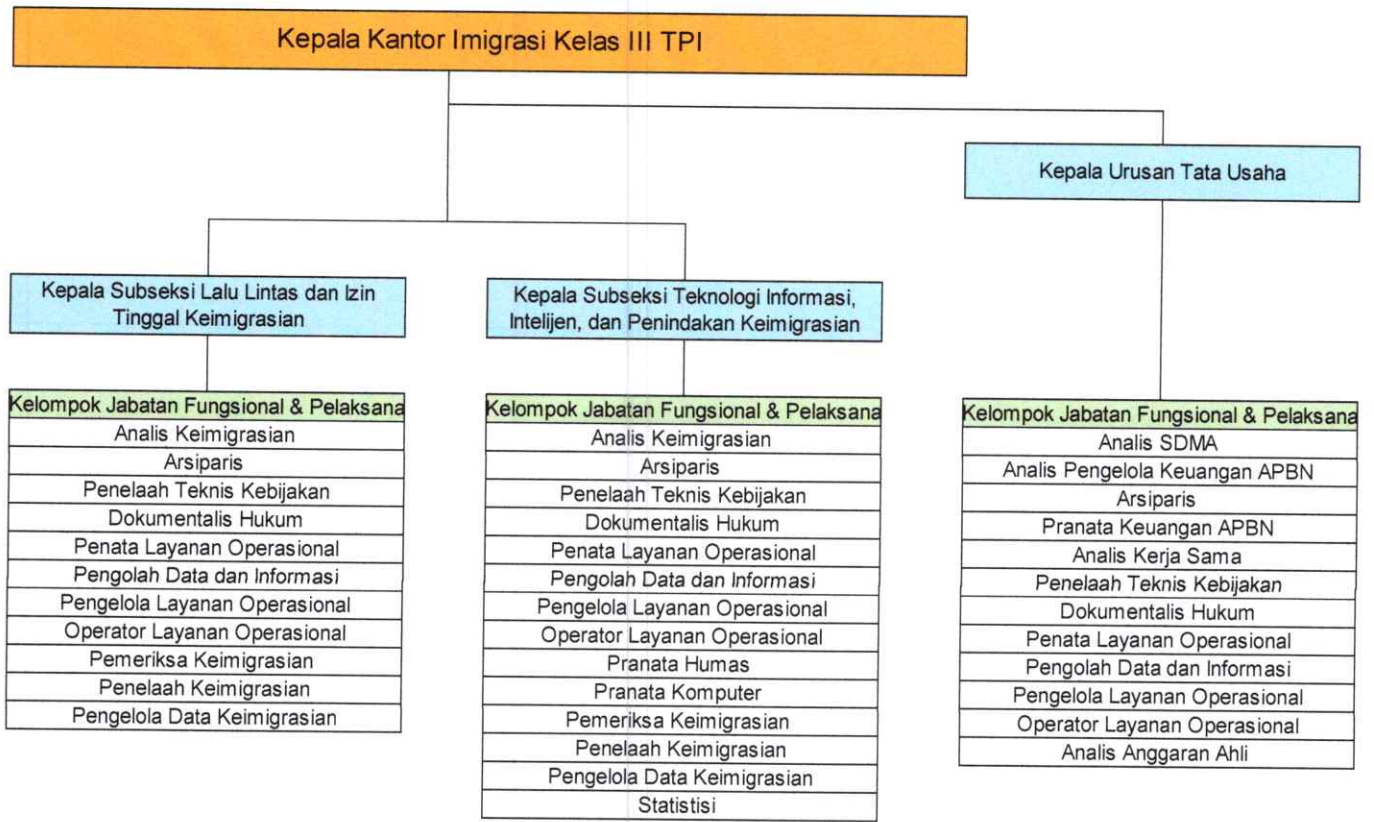 Kepala Kantor Imigrasi Kelas III TPI
Kepala Urusan Tata Usaha
Kepala Subseksi Lalu Lintas dan Izin
Tinggal Keimigrasian
Kepala Subseksi Teknologi Informasi,
Intelijen, dan Penindakan Keimigrasian
Kelompok Jabatan Fungsional & Pelaksana
Analis Keimigrasian
Arsiparis
Penelaah Teknis Kebijakan
Dokumentalis Hukum
Penata Layanan Operasional
Pengolah Data dan Informasi
Pengelola Layanan Operasional
Operator Layanan Operasional
Pemeriksa Keimigrasian
Penelaah Keimigrasian
Pengelola Data Keimigrasian
Kelompok Jabatan Fungsional & Pelaksana
Analis Keimigrasian
Arsiparis
Penelaah Teknis Kebijakan
Dokumentalis Hukum
Penata Layanan Operasional
Pengolah Data dan Informasi
Pengelola Layanan Operasional
Operator Layanan Operasional
Pranata Humas
Pranata Komputer
Pemeriksa Keimigrasian
Penelaah Keimigrasian
Pengelola Data Keimigrasian
Statistisi
Kelompok Jabatan Fungsional & Pelaksana
Analis SDMA
Analis Pengelola Keuangan APBN
Arsiparis
Pranata Keuangan APBN
Analis Kerja Sama
Penelaah Teknis Kebijakan
Dokumentalis Hukum
Penata Layanan Operasional
Pengolah Data dan Informasi
Pengelola Layanan Operasional
Operator Layanan Operasional
Analis Anggaran Ahli